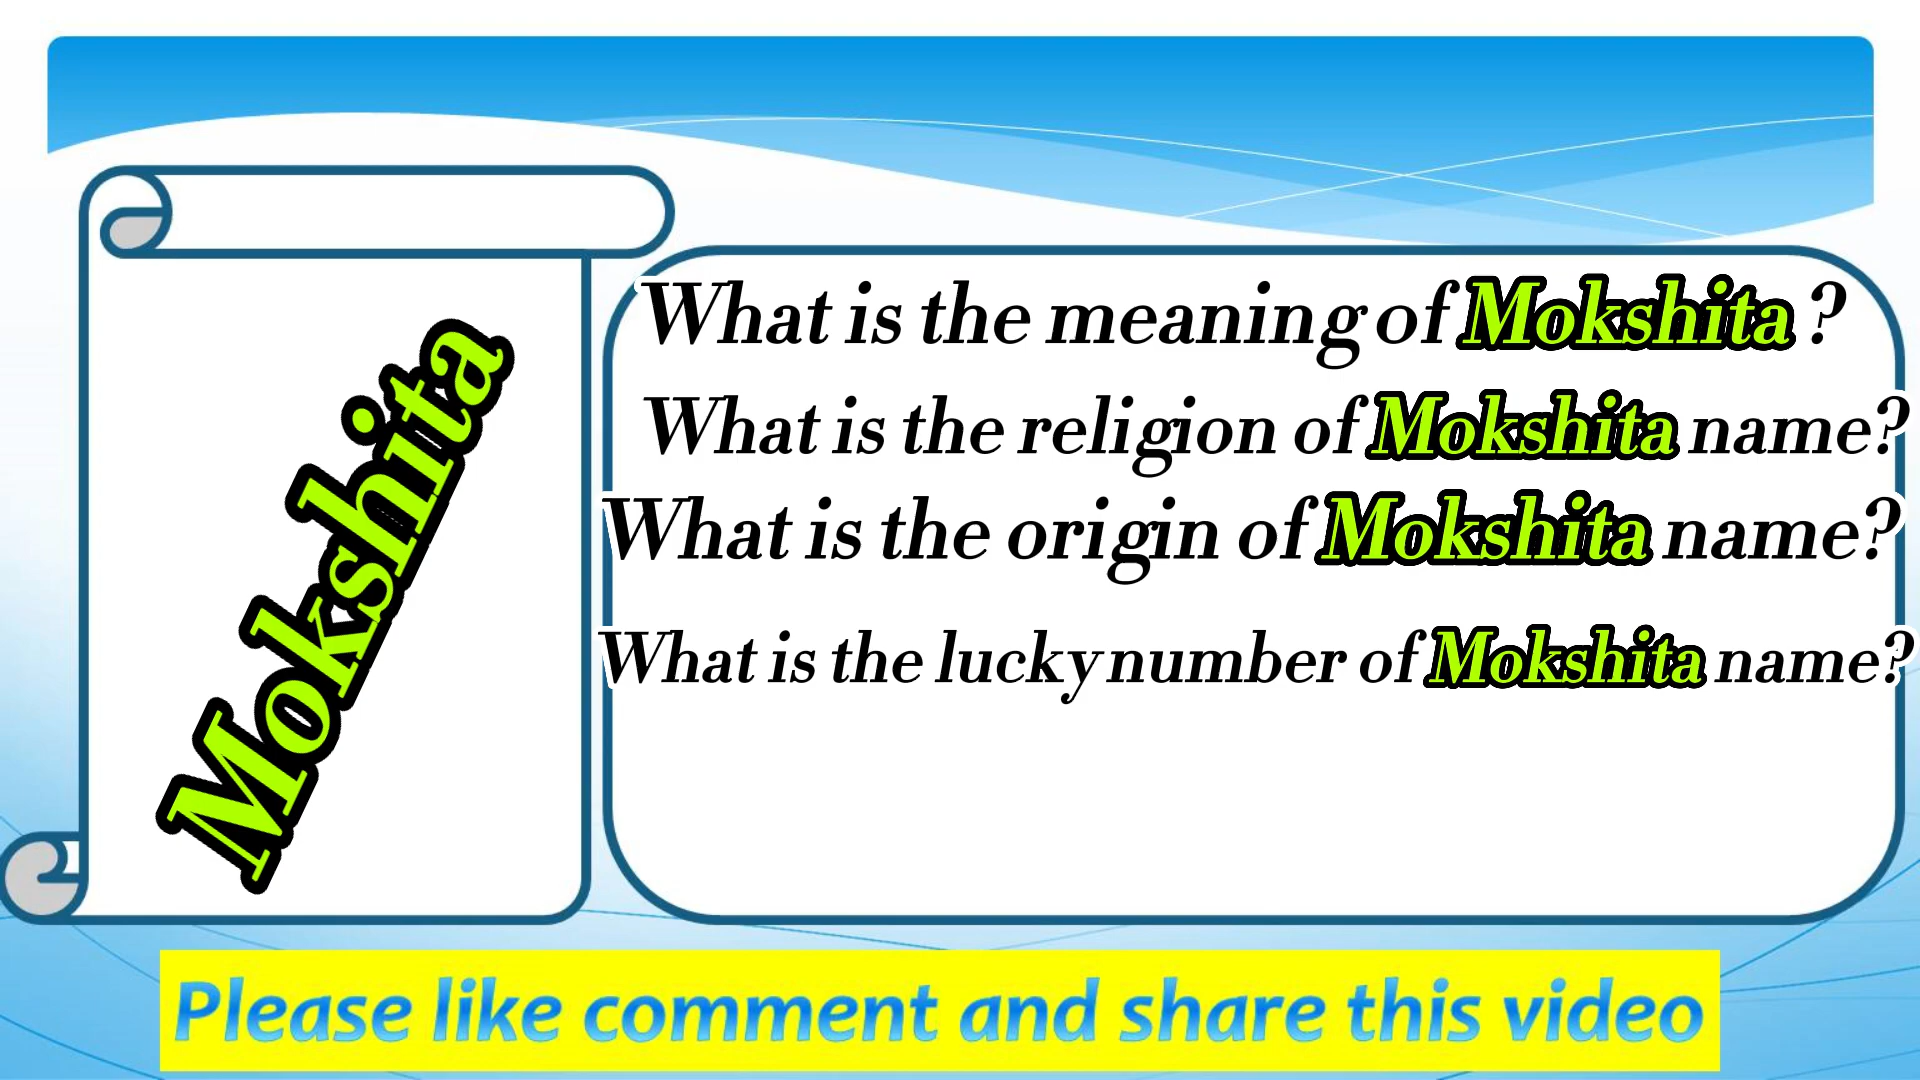 Mokshita
What is the meaning of Mokshita ?
What is the religion of Mokshita name?
What is the origin of Mokshita name?
What is the lucky number of Mokshita name?
Please like comment and share this video